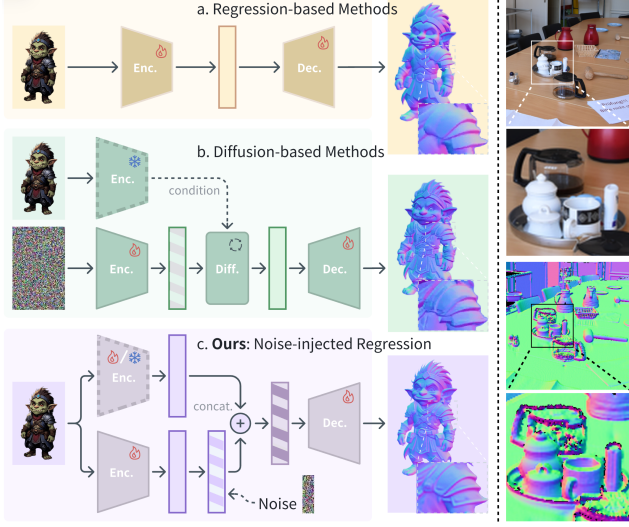 a. Regression-based Methods
Enc.
Dec.
b. Diffusion-based Methods
Enc.
condition
Enc.
Diff.
Dec.
c. Ours: Noise-injected Regression
Enc.
concat.
+
Dec.
Enc.
Noise